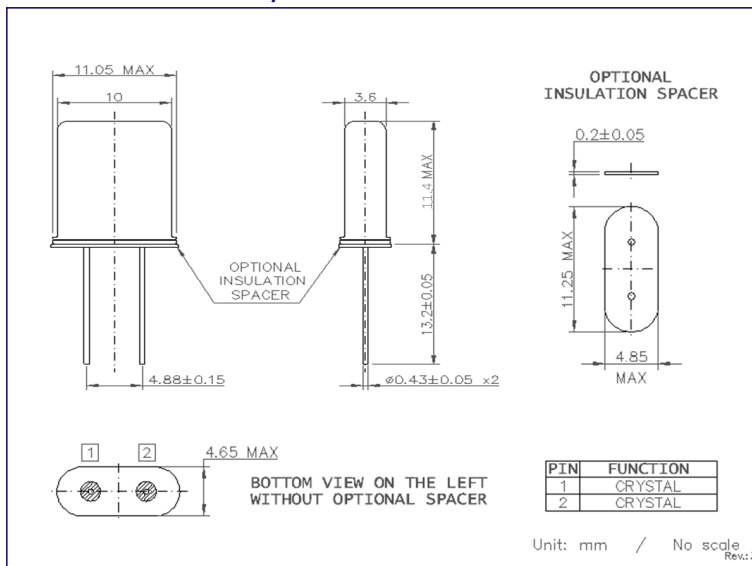 11.05 MAX
10
3.6
11.4 MAX
13.2±0.05
OPTIONAL
INSULATION
SPACER
4.88±0.15
ø0.43±0.05 x2
OPTIONAL
INSULATION SPACER
0.2±0.05
11.25 MAX
4.85
MAX
1 2
4.65 MAX
BOTTOM VIEW ON THE LEFT
WITHOUT OPTIONAL SPACER
PIN FUNCTION
1 CRYSTAL
2 CRYSTAL
Unit: mm / No scale